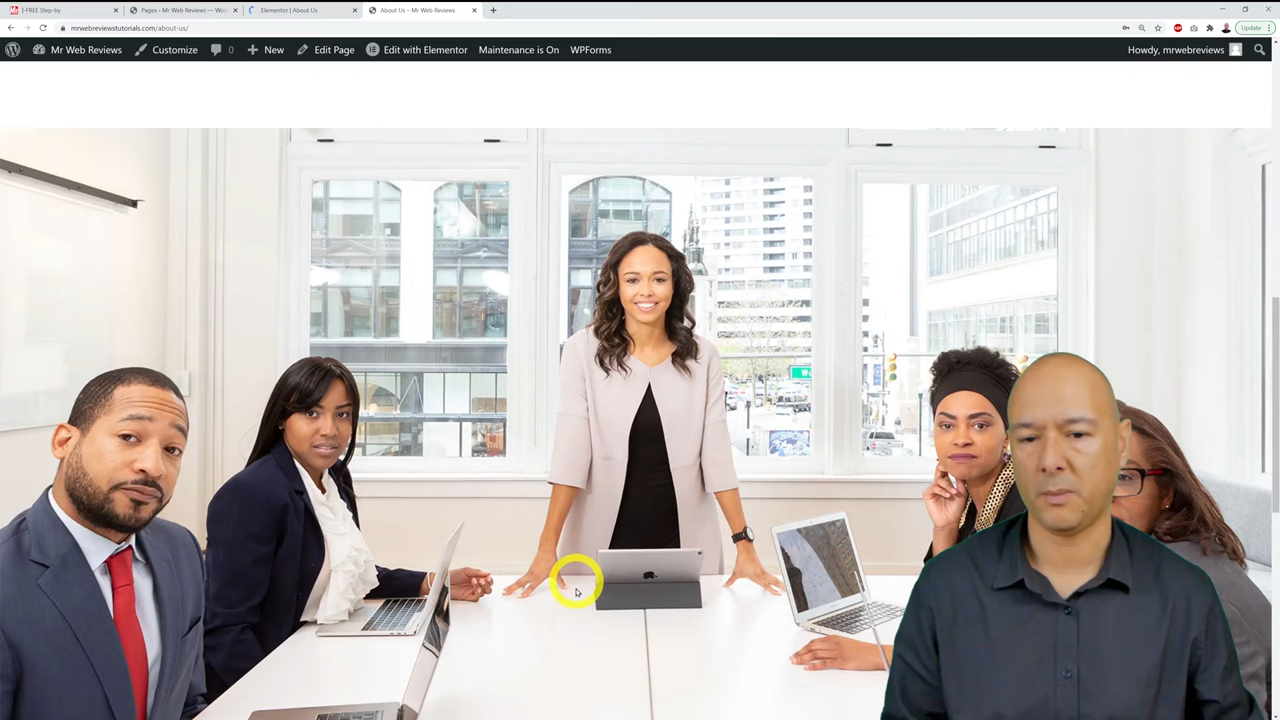 |-FREE Step-by
Pages ‹ Mr Web Reviews — Wor
Elementor | About Us
About Us – Mr Web Reviews
mrwebreviewstutorials.com/about-us/
Update
Mr Web Reviews
Customize
0
New
Edit Page
Edit with Elementor
Maintenance is On
WPForms
Howdy, mrwebreviews